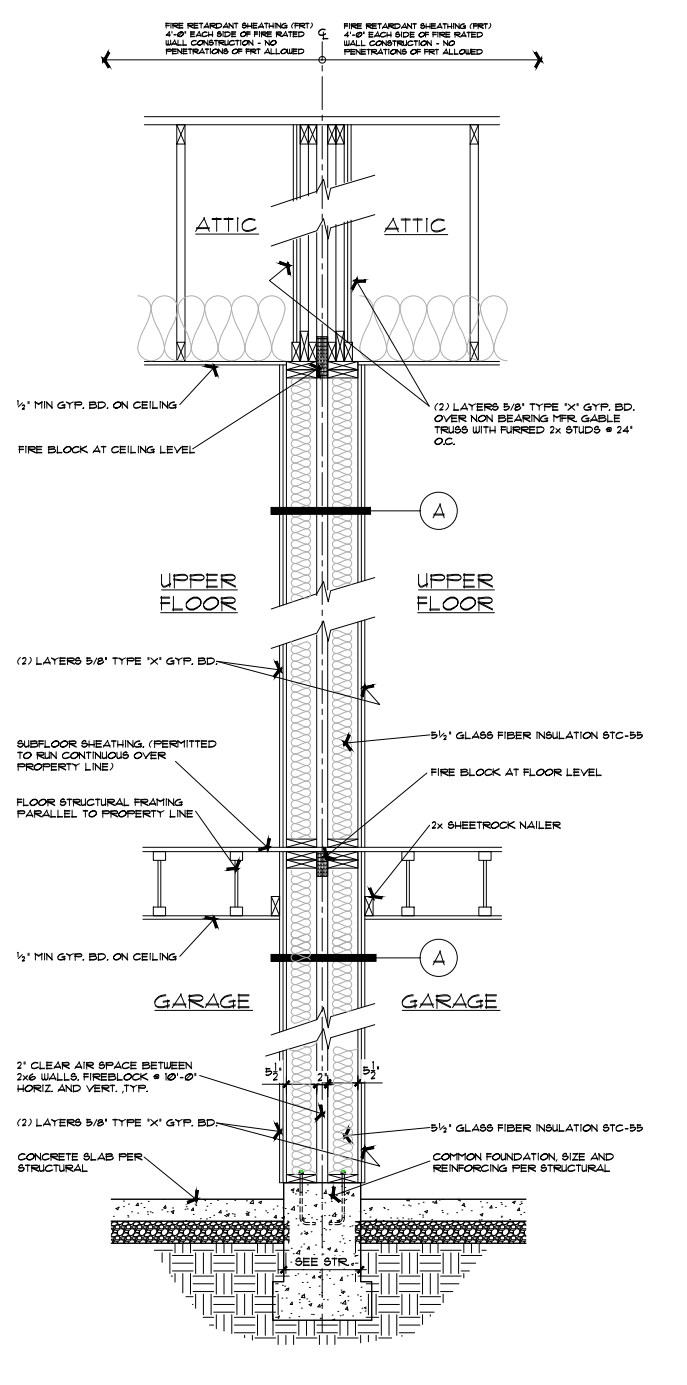 FIRE RETARDANT SHEATHING (FRT)
4'-0" EACH SIDE OF FIRE RATED
WALL CONSTRUCTION - NO
PENETRATIONS OF FRT ALLOWED
CL
FIRE RETARDANT SHEATHING (FRT)
4'-0" EACH SIDE OF FIRE RATED
WALL CONSTRUCTION - NO
PENETRATIONS OF FRT ALLOWED
ATTIC
ATTIC
½" MIN GYP. BD. ON CEILING
(2) LAYERS 5/8" TYPE "X" GYP. BD.
OVER NON BEARING MFR. GABLE
TRUSS WITH FURRED 2x STUDS @ 24"
O.C.
FIRE BLOCK AT CEILING LEVEL
A
UPPER
FLOOR
UPPER
FLOOR
(2) LAYERS 5/8" TYPE "X" GYP. BD.
5½" GLASS FIBER INSULATION STC-55
SUBFLOOR SHEATHING, (PERMITTED
TO RUN CONTINUOUS OVER
PROPERTY LINE)
FIRE BLOCK AT FLOOR LEVEL
FLOOR STRUCTURAL FRAMING
PARALLEL TO PROPERTY LINE
2x SHEETROCK NAILER
½" MIN GYP. BD. ON CEILING
A
GARAGE
GARAGE
2" CLEAR AIR SPACE BETWEEN
2x6 WALLS, FIREBLOCK @ 10'-0"
HORIZ. AND VERT. ,TYP.
5½"
2"
5½"
(2) LAYERS 5/8" TYPE "X" GYP. BD.
5½" GLASS FIBER INSULATION STC-55
CONCRETE SLAB PER
STRUCTURAL
COMMON FOUNDATION, SIZE AND
REINFORCING PER STRUCTURAL
SEE STR.